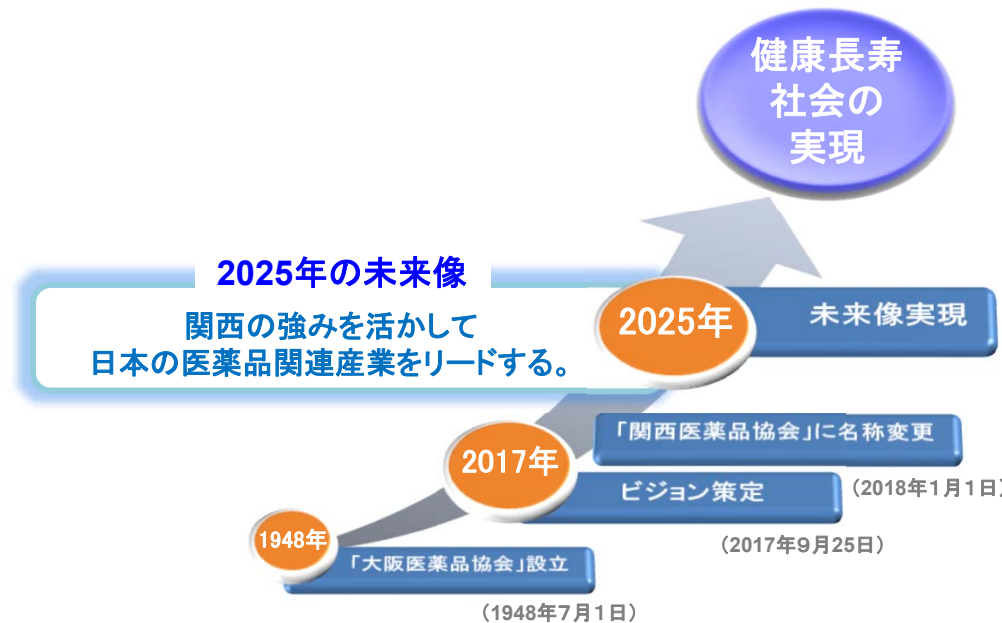 健康長寿
社会の
実現
2025年の未来像
関西の強みを活かして
日本の医薬品関連産業をリードする。
2025年
未来像実現
「関西医薬品協会」に名称変更
(2018年1月1日)
2017年
ビジョン策定
(2017年9月25日)
1948年
「大阪医薬品協会」設立
(1948年7月1日)